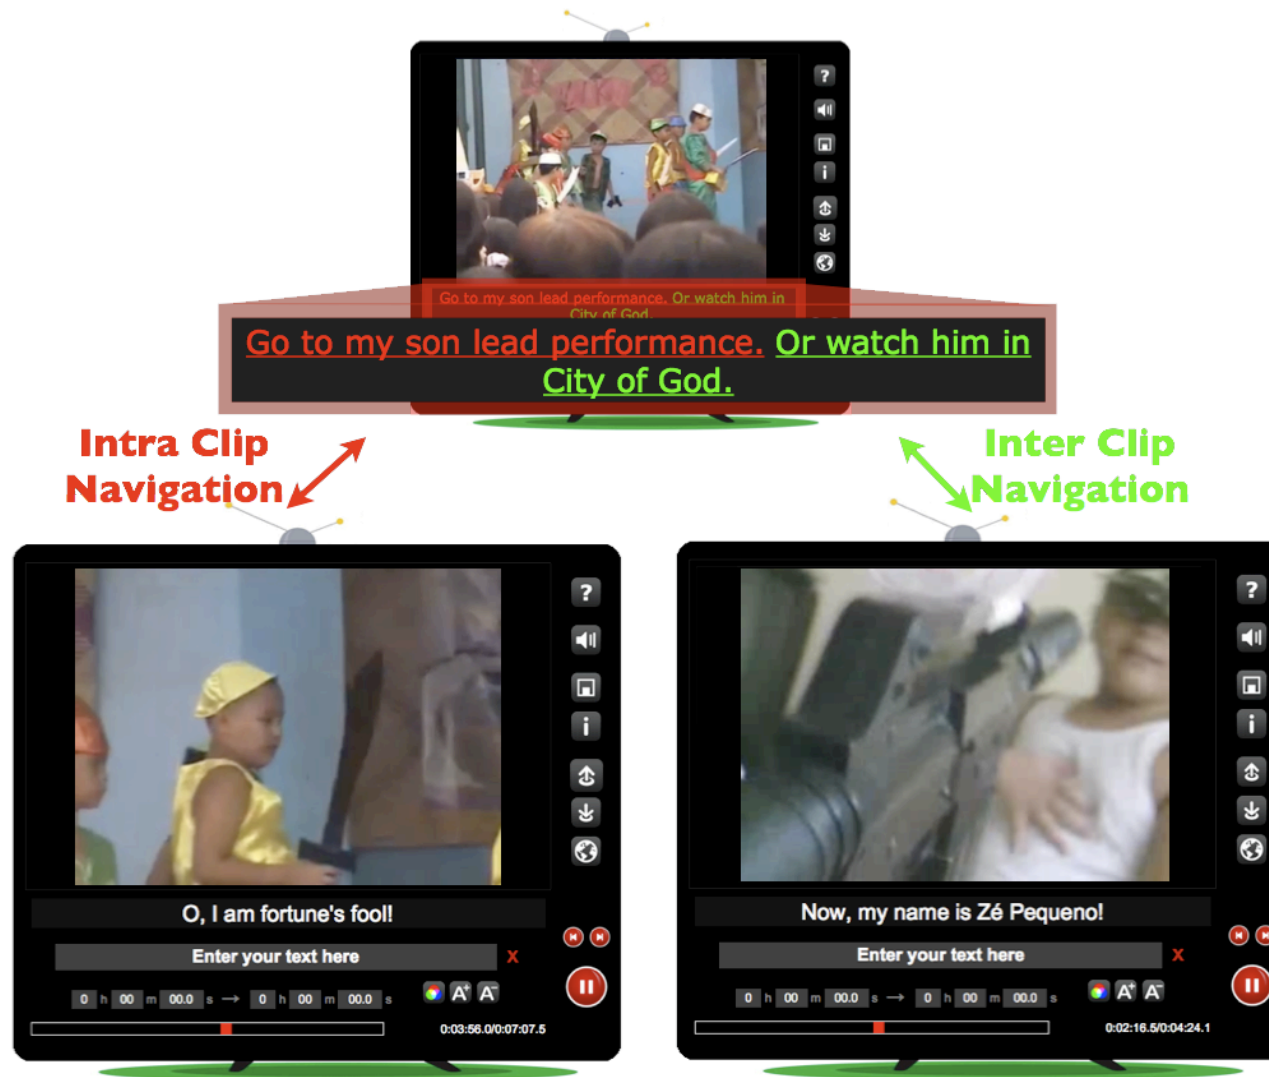 ?
i
Go to my son lead performance. Or watch him in
City of God.
Go to my son lead performance. Or watch him in
City of God.
Intra Clip
Navigation
Inter Clip
Navigation
?
i
O, I am fortune's fool!
Enter your text here X
0 h 00 m 00.0 s → 0 h 00 m 00.0 s A+ A-
0:03:56.0/0:07:07.5
?
i
Now, my name is Zé Pequeno!
Enter your text here X
0 h 00 m 00.0 s → 0 h 00 m 00.0 s A+ A-
0:02:16.5/0:04:24.1